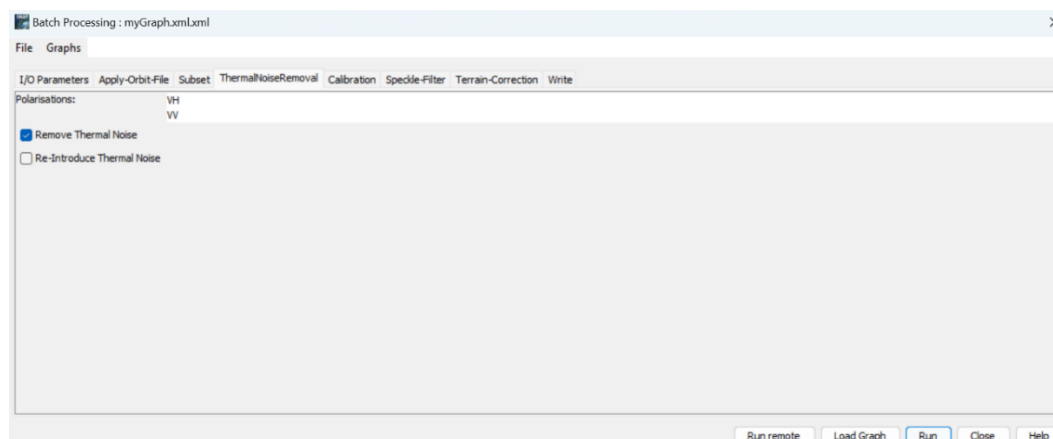 Batch Processing : myGraph.xml.xml
File Graphs
I/O Parameters Apply-Orbit-File Subset ThermalNoiseRemoval Calibration Speckle-Filter Terrain-Correction Write
Polarisations: VH
VV
Remove Thermal Noise
Re-Introduce Thermal Noise
Run remote Load Graph Run Close Help